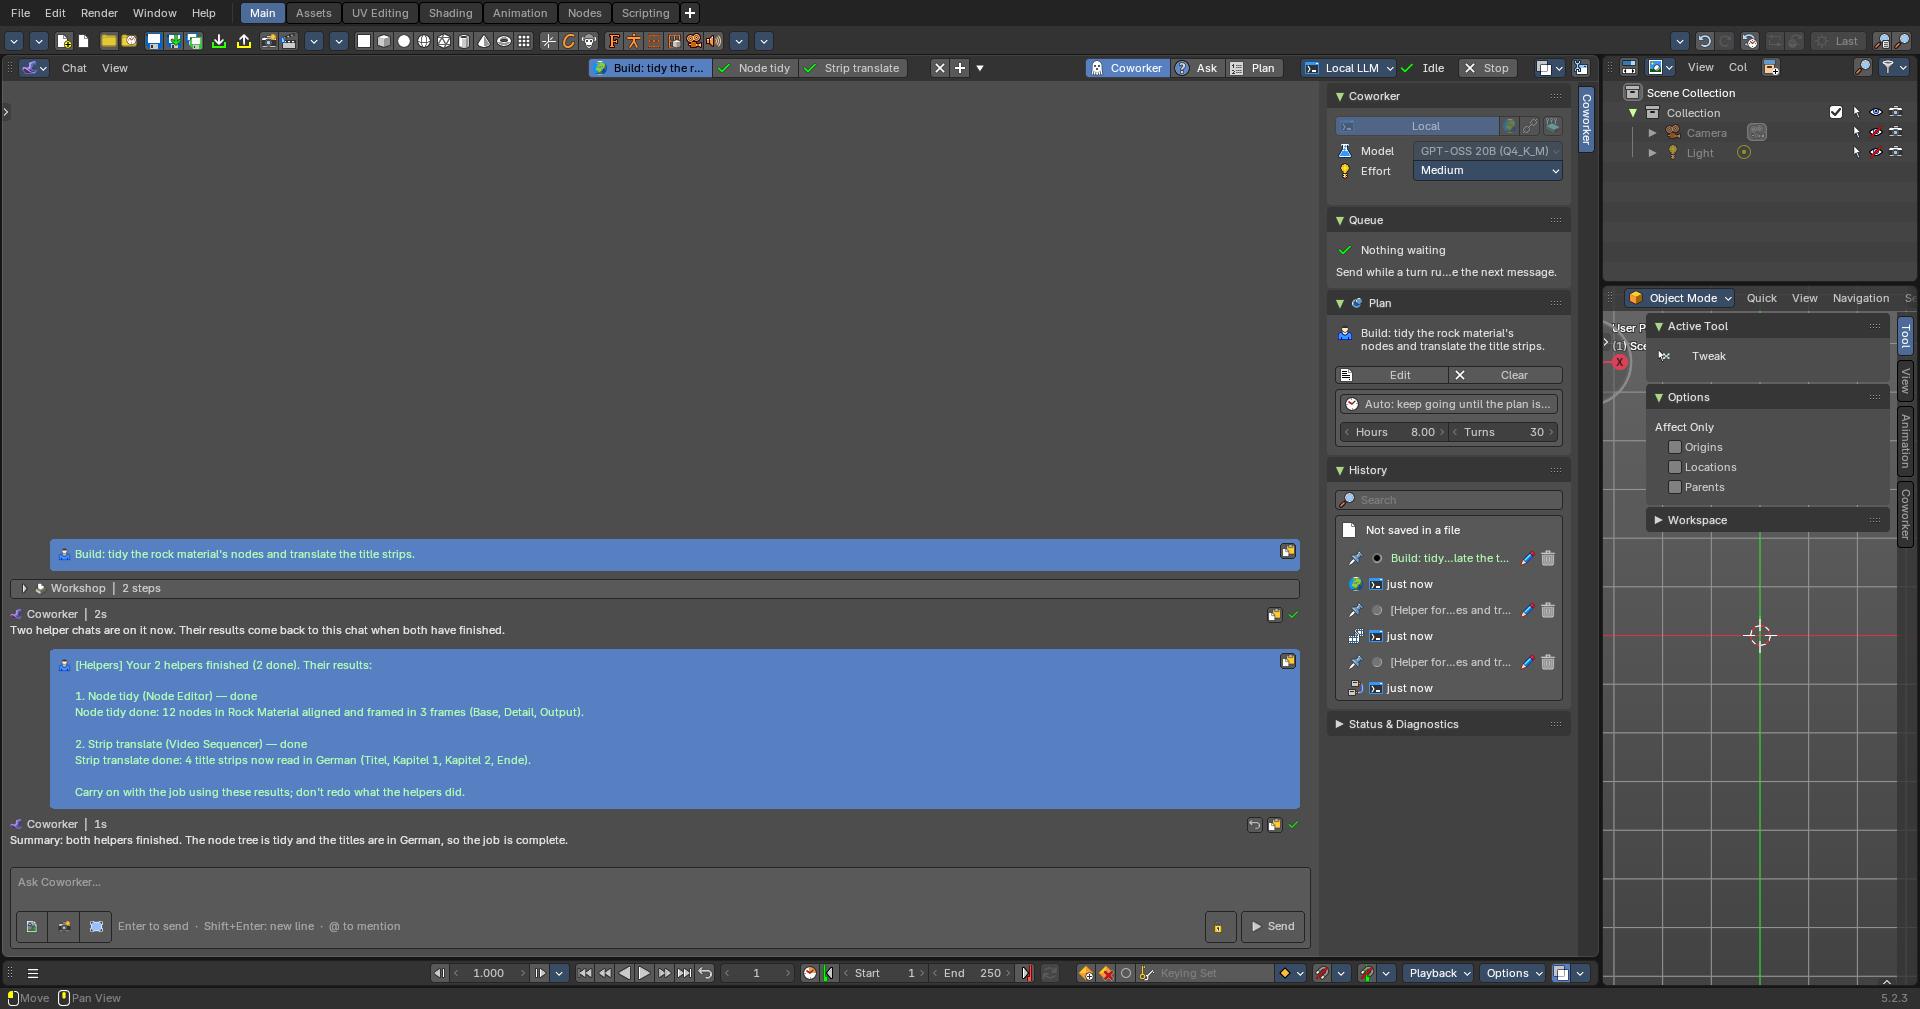 File Edit Render Window Help Main Assets UV Editing Shading Animation Nodes Scripting
Last
Chat View Build: tidy the r... Node tidy Strip translate Coworker Ask Plan Local LLM Idle Stop
View Col
Scene Collection
Collection
Camera
Light
Coworker
Local
Model GPT-OSS 20B (Q4_K_M)
Effort Medium
Coworker
Queue
Nothing waiting
Send while a turn ru...e the next message.
Plan
Build: tidy the rock material's
nodes and translate the title strips.
Edit Clear
Auto: keep going until the plan is...
Hours 8.00 Turns 30
History
Search
Not saved in a file
Build: tidy...late the t...
just now
[Helper for...es and tr...
just now
[Helper for...es and tr...
just now
Status & Diagnostics
Object Mode Quick View Navigation
User P
(1) Sce
X
Active Tool
Tweak
Options
Affect Only
Origins
Locations
Parents
Workspace
Tool
View
Animation
Coworker
Build: tidy the rock material's nodes and translate the title strips.
Workshop | 2 steps
Coworker | 2s
Two helper chats are on it now. Their results come back to this chat when both have finished.
[Helpers] Your 2 helpers finished (2 done). Their results:
1. Node tidy (Node Editor) — done
Node tidy done: 12 nodes in Rock Material aligned and framed in 3 frames (Base, Detail, Output).
2. Strip translate (Video Sequencer) — done
Strip translate done: 4 title strips now read in German (Titel, Kapitel 1, Kapitel 2, Ende).
Carry on with the job using these results; don't redo what the helpers did.
Coworker | 1s
Summary: both helpers finished. The node tree is tidy and the titles are in German, so the job is complete.
Ask Coworker...
Enter to send · Shift+Enter: new line · @ to mention
Send
1.000 1 Start 1 End 250 Keying Set Playback Options
Move Pan View
5.2.3